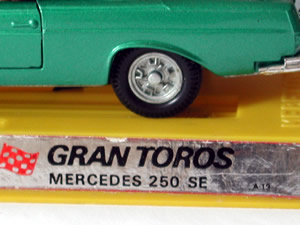 GRAN TOROS
MERCEDES 250 SE
A-13